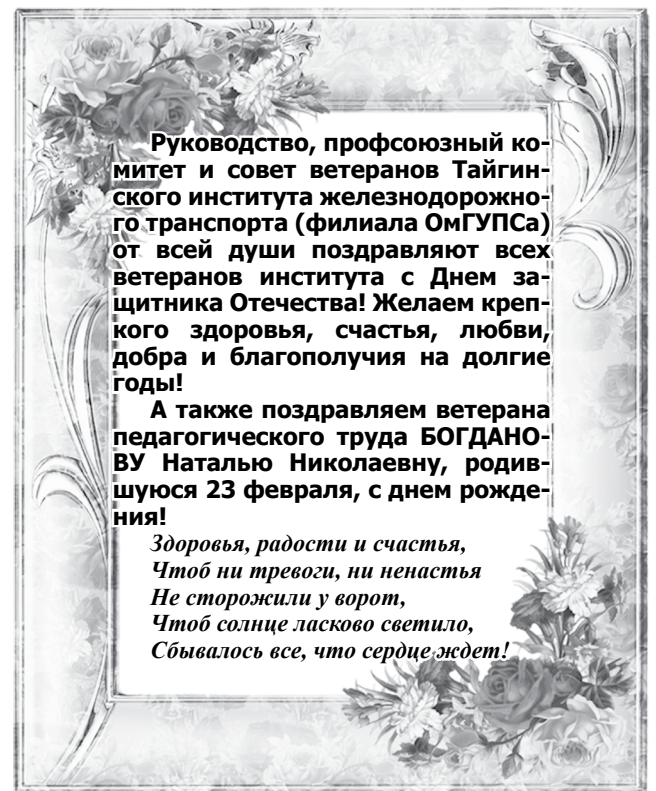 Руководство, профсоюзный ко-
митет и совет ветеранов Тайгин-
ского института железнодорожно-
го транспорта (филиала ОмГУПСа)
от всей души поздравляют всех
ветеранов института с Днем за-
щитника Отечества! Желаем креп-
кого здоровья, счастья, любви,
добра и благополучия на долгие
годы!
А также поздравляем ветерана
педагогического труда БОГДАНО-
ВУ Наталью Николаевну, родив-
шуюся 23 февраля, с днем рожде-
ния!
Здоровья, радости и счастья,
Чтоб ни тревоги, ни ненастья
Не сторожили у ворот,
Чтоб солнце ласково светило,
Сбывалось все, что сердце ждет!